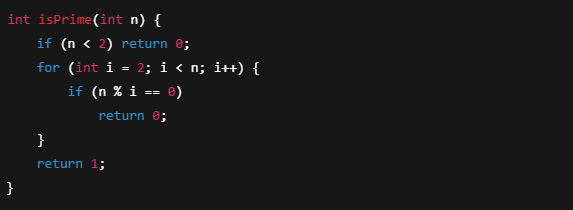 int isPrime(int n) {
    if (n < 2) return 0;
    for (int i = 2; i < n; i++) {
        if (n % i == 0)
            return 0;
    }
    return 1;
}